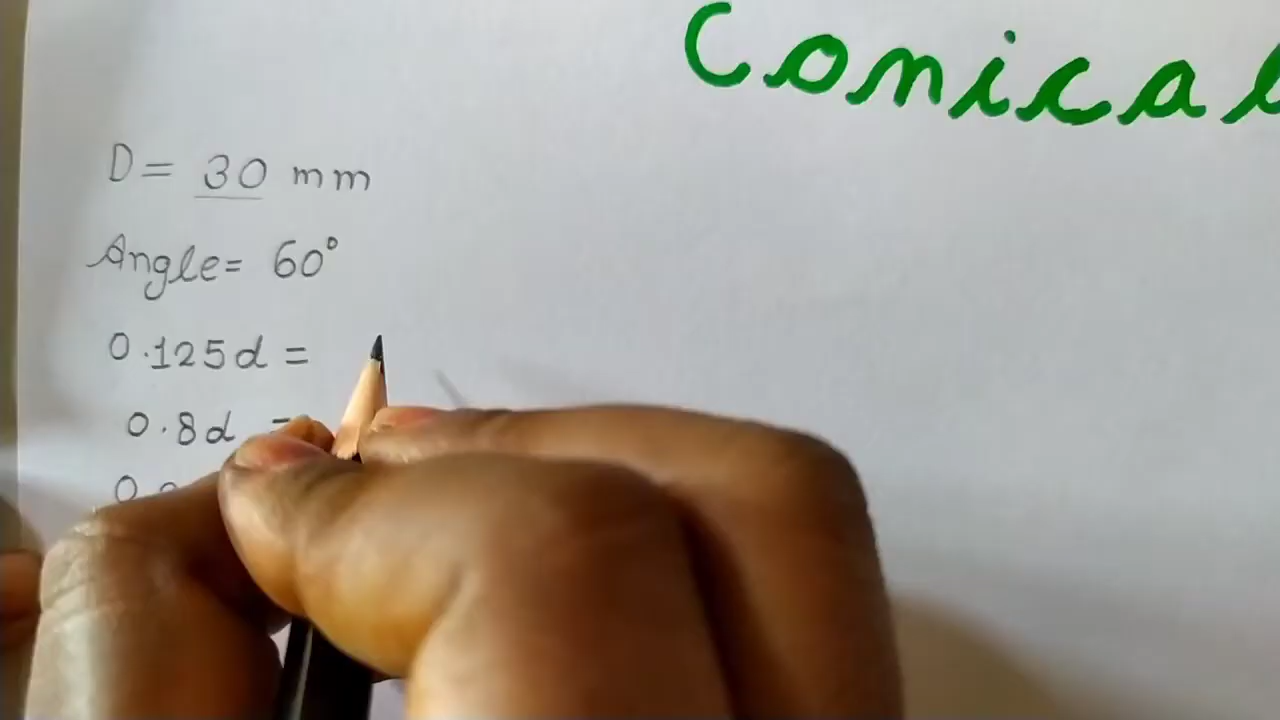 Conical
D = 30 mm
Angle = 60°
0.125d =
0.8d =